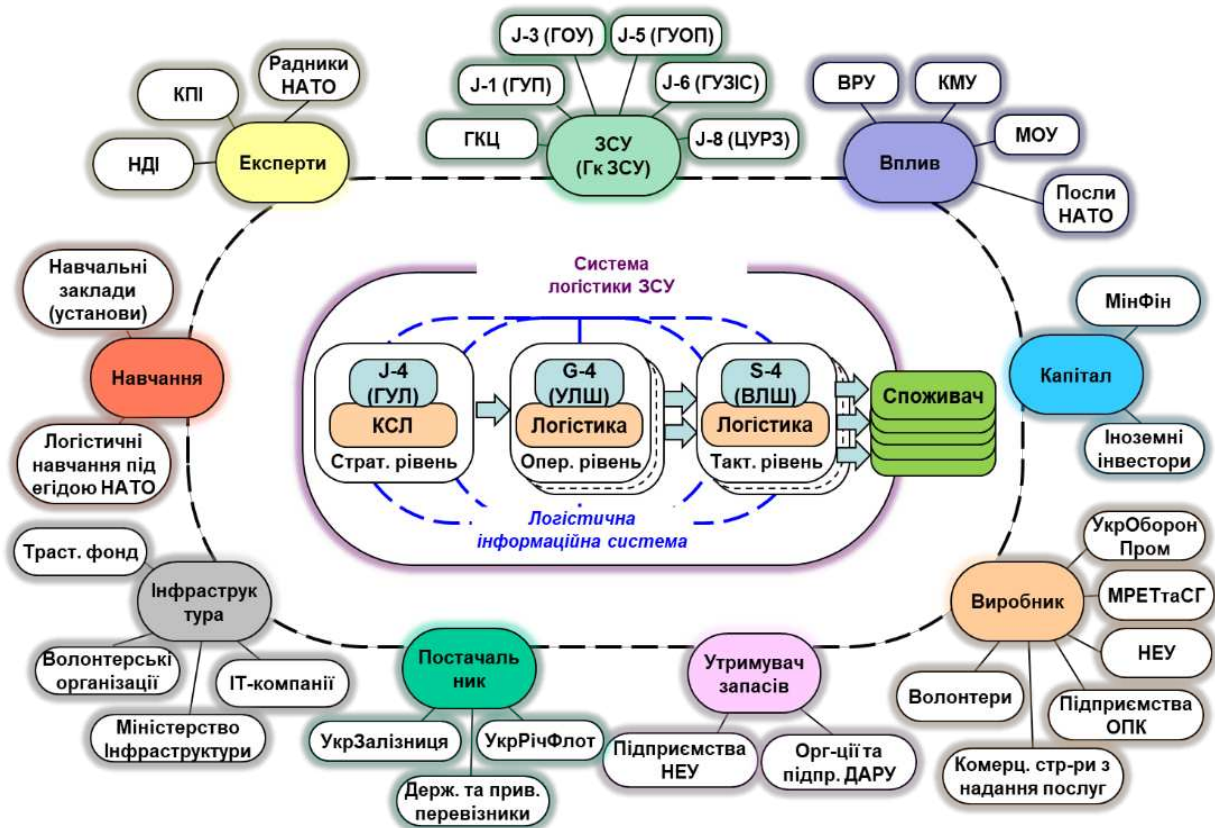 J-3 (ГОУ)
J-5 (ГУОП)
J-1 (ГУП)
J-6 (ГУЗІС)
ГКЦ
J-8 (ЦУРЗ)
ЗСУ
(Гк ЗСУ)
Радники
НАТО
КПІ
НДІ
Експерти
ВРУ
КМУ
МОУ
Посли
НАТО
Вплив
Навчальні
заклади
(установи)
Навчання
Логістичні
навчання під
егідою НАТО
Система
логістики ЗСУ
J-4
(ГУЛ)
КСЛ
Страт. рівень
G-4
(УЛШ)
Логістика
Опер. рівень
S-4
(ВЛШ)
Логістика
Такт. рівень
Споживач
Логістична
інформаційна система
МінФін
Капітал
Іноземні
інвестори
Траст. фонд
Інфраструк
тура
Волонтерські
організації
ІТ-компанії
Міністерство
Інфраструктури
Постачаль
ник
УкрЗалізниця
УкрРічФлот
Держ. та прив.
перевізники
Утримувач
запасів
Підприємства
НЕУ
Орг-ції та
підпр. ДАРУ
Виробник
УкрОборон
Пром
МРЕТтаСГ
НЕУ
Підприємства
ОПК
Волонтери
Комерц. стр-ри з
надання послуг